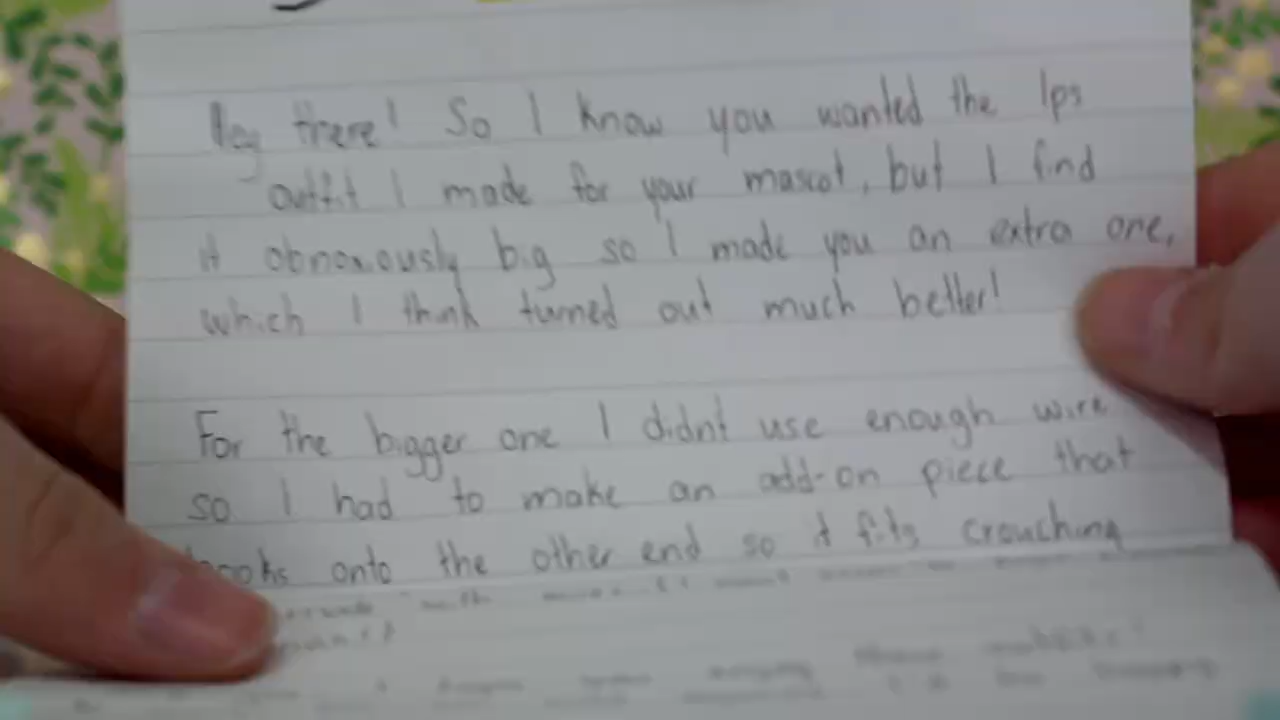 Hey there! So I know you wanted the lps
outfit I made for your mascot, but I find
it obnoxiously big so I made you an extra one,
which I think turned out much better!
For the bigger one I didn't use enough wire
so I had to make an add-on piece that
hooks onto the other end so it fits crouching